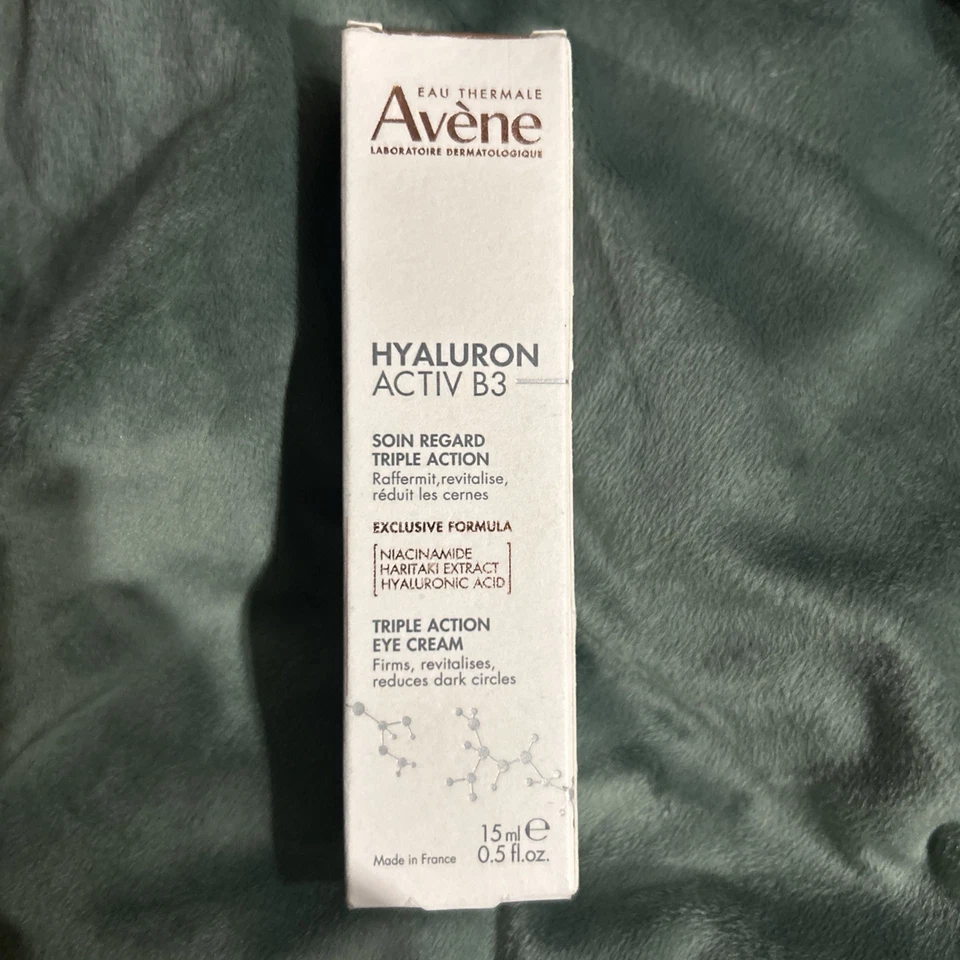 EAU THERMALE
Avène
LABORATOIRE DERMATOLOGIQUE
HYALURON
ACTIV B3
SOIN REGARD
TRIPLE ACTION
Raffermit, revitalise,
réduit les cernes
EXCLUSIVE FORMULA
NIACINAMIDE
HARITAKI EXTRACT
HYALURONIC ACID
TRIPLE ACTION
EYE CREAM
Firms, revitalises,
reduces dark circles
15 ml ℮
Made in France 0.5 fl.oz.